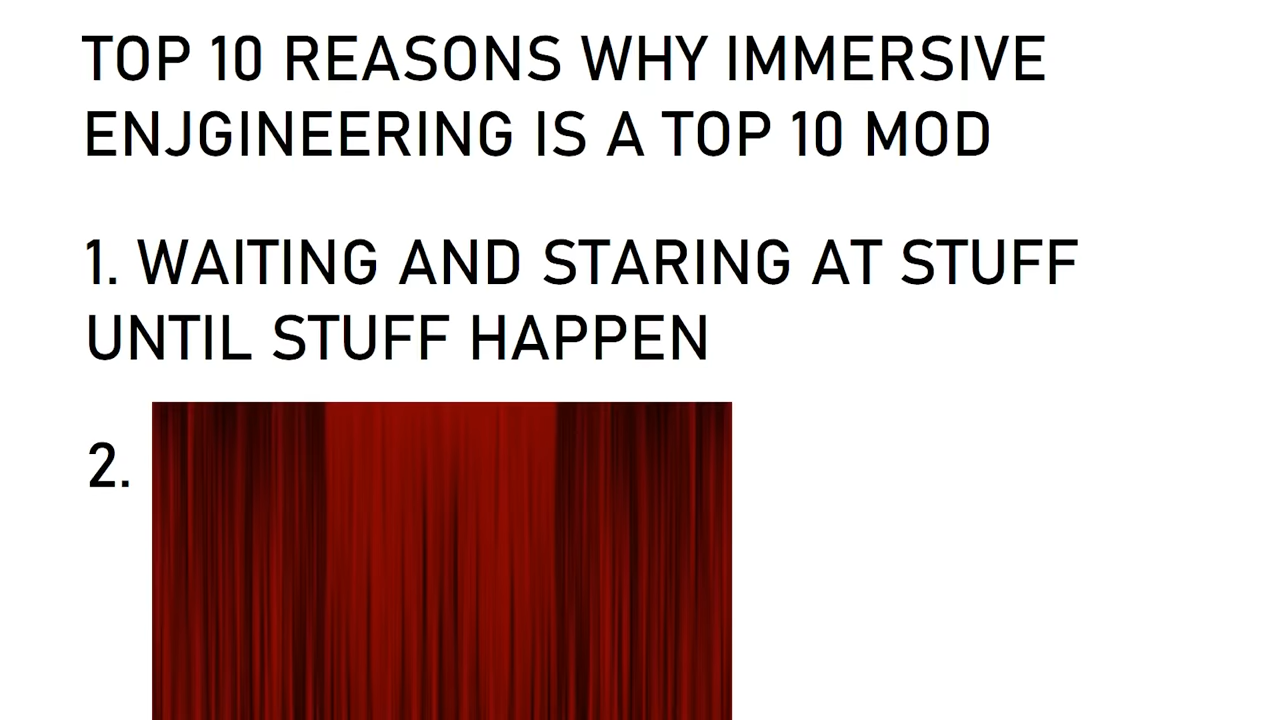 TOP 10 REASONS WHY IMMERSIVE
ENJGINEERING IS A TOP 10 MOD
1. WAITING AND STARING AT STUFF
UNTIL STUFF HAPPEN
2.